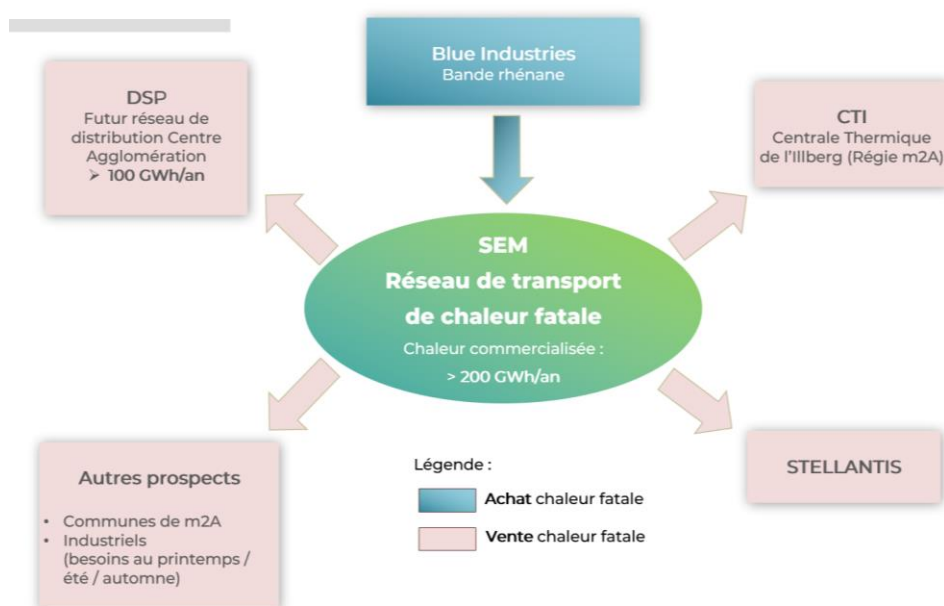 Blue Industries
Bande rhénane
DSP
Futur réseau de
distribution Centre
Agglomération
➢ 100 GWh/an
CTI
Centrale Thermique
de l'Illberg (Régie m2A)
SEM
Réseau de transport
de chaleur fatale
Chaleur commercialisée :
> 200 GWh/an
Autres prospects
• Communes de m2A
• Industriels
(besoins au printemps /
été / automne)
Légende :
Achat chaleur fatale
Vente chaleur fatale
STELLANTIS